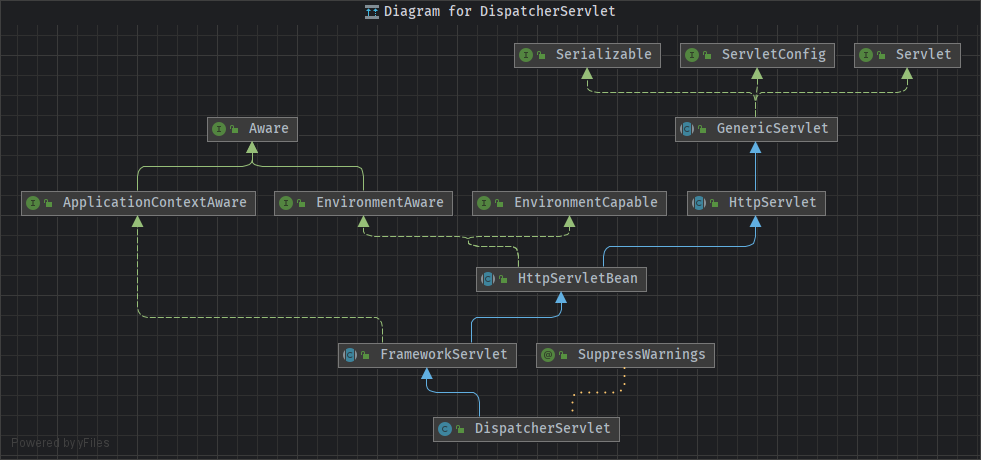 Diagram for DispatcherServlet
Serializable
ServletConfig
Servlet
Aware
GenericServlet
ApplicationContextAware
EnvironmentAware
EnvironmentCapable
HttpServlet
HttpServletBean
FrameworkServlet
SuppressWarnings
DispatcherServlet
Powered by yFiles